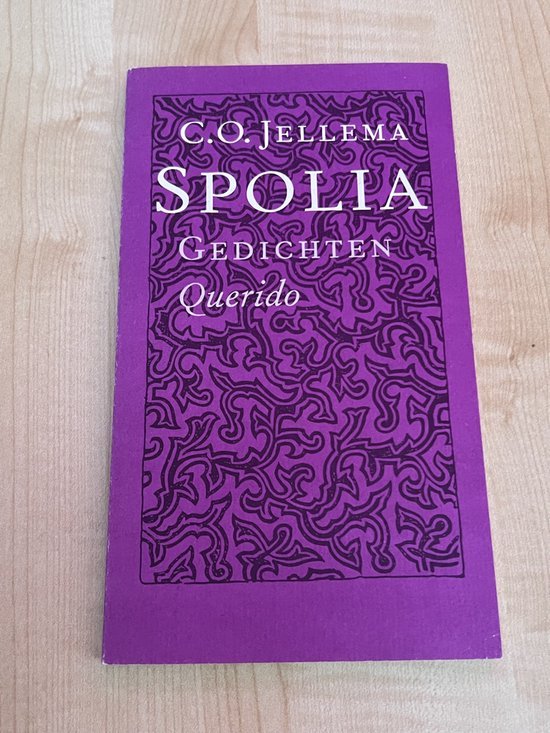 C.O. Jellema
Spolia
Gedichten
Querido